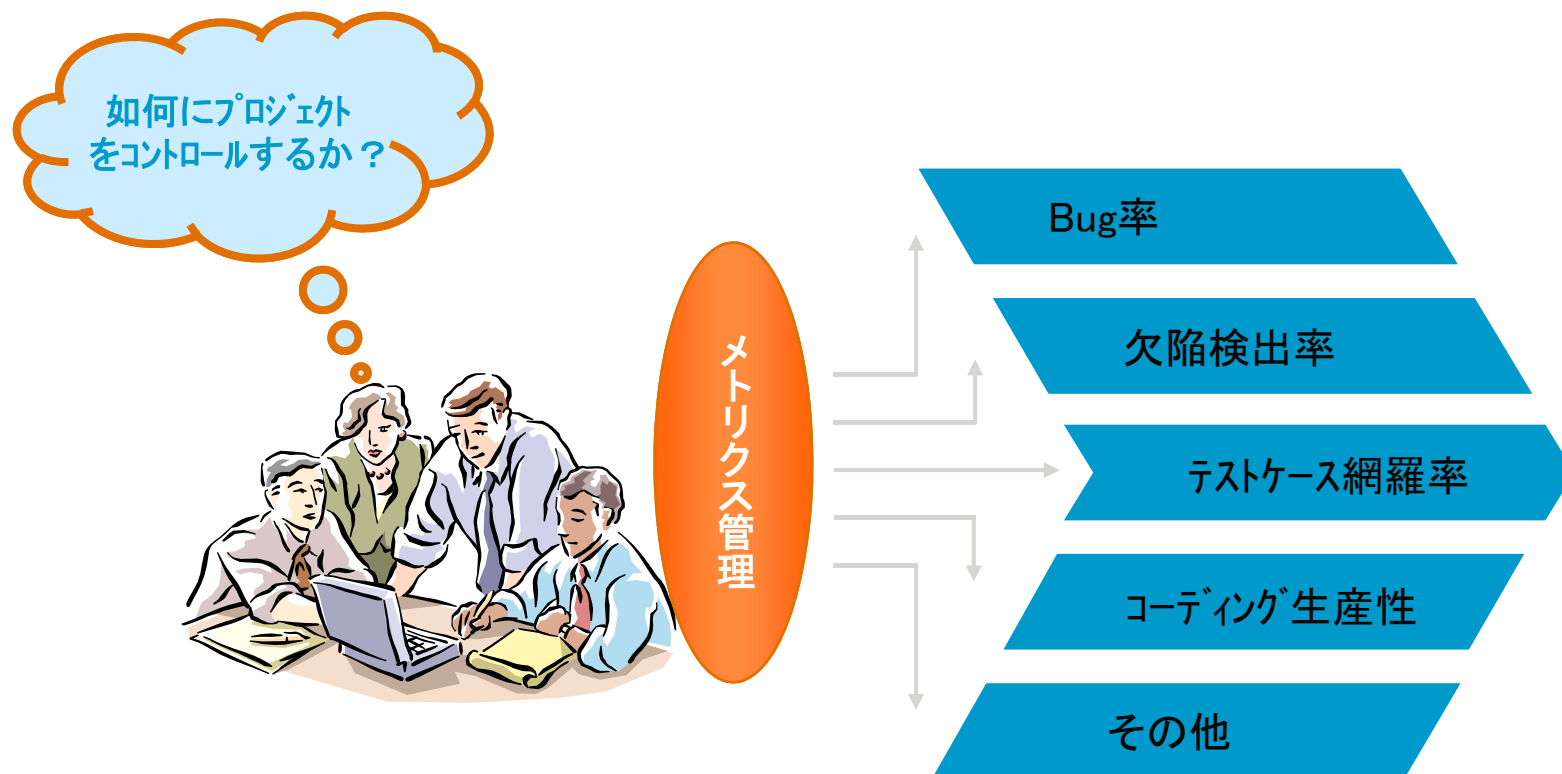 如何にﾌﾟﾛｼﾞｪｸﾄ
をｺﾝﾄﾛｰﾙするか？
メトリクス管理
Bug率
欠陥検出率
ﾃｽﾄｹｰｽ網羅率
ｺｰﾃﾞｨﾝｸﾞ生産性
その他